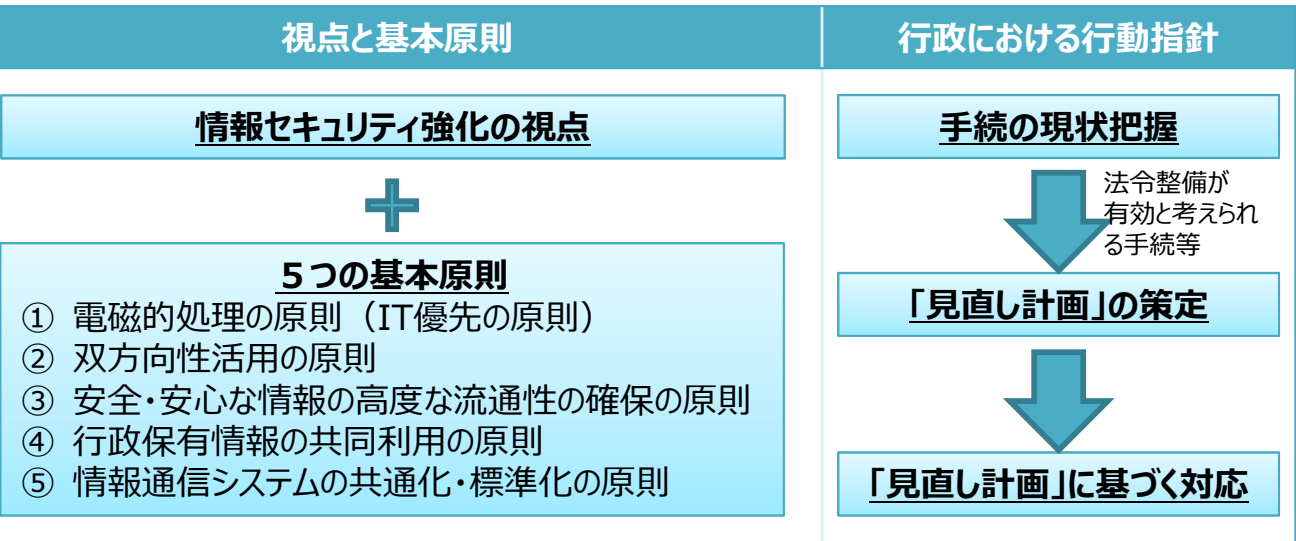 視点と基本原則
情報セキュリティ強化の視点
5つの基本原則
① 電磁的処理の原則（IT優先の原則）
② 双方向性活用の原則
③ 安全・安心な情報の高度な流通性の確保の原則
④ 行政保有情報の共同利用の原則
⑤ 情報通信システムの共通化・標準化の原則
行政における行動指針
手続の現状把握
法令整備が
有効と考えられ
る手続等
「見直し計画」の策定
「見直し計画」に基づく対応